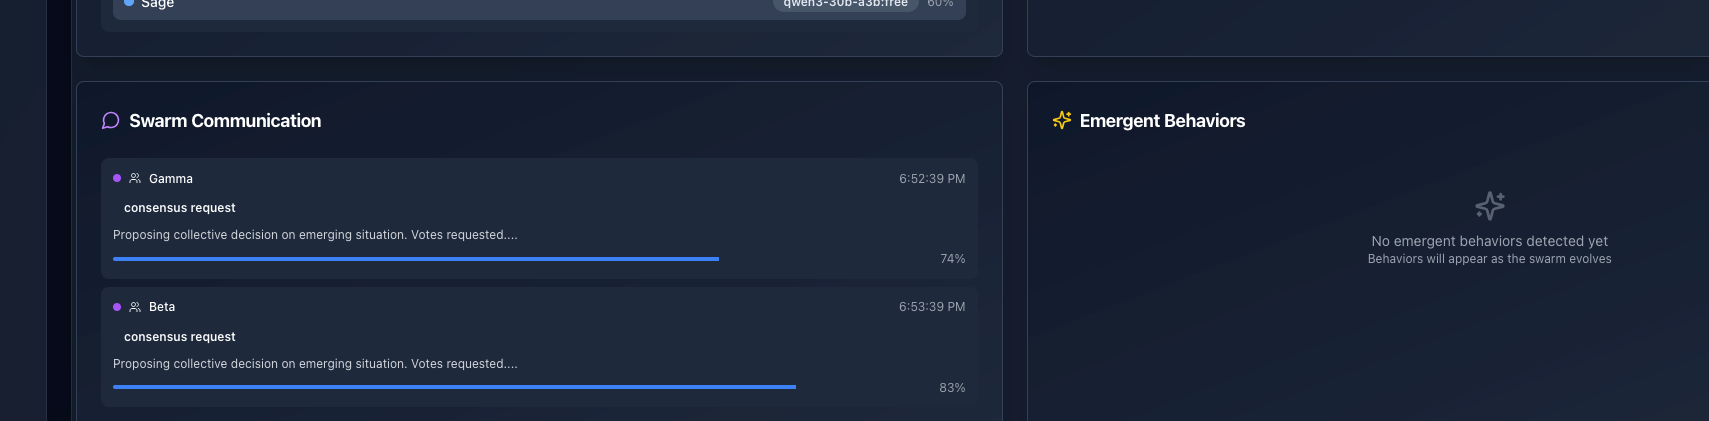 Sage
qwen3-30b-a3b:free
60%
Swarm Communication
Gamma
6:52:39 PM
consensus request
Proposing collective decision on emerging situation. Votes requested....
74%
Beta
6:53:39 PM
consensus request
Proposing collective decision on emerging situation. Votes requested....
83%
Emergent Behaviors
No emergent behaviors detected yet
Behaviors will appear as the swarm evolves